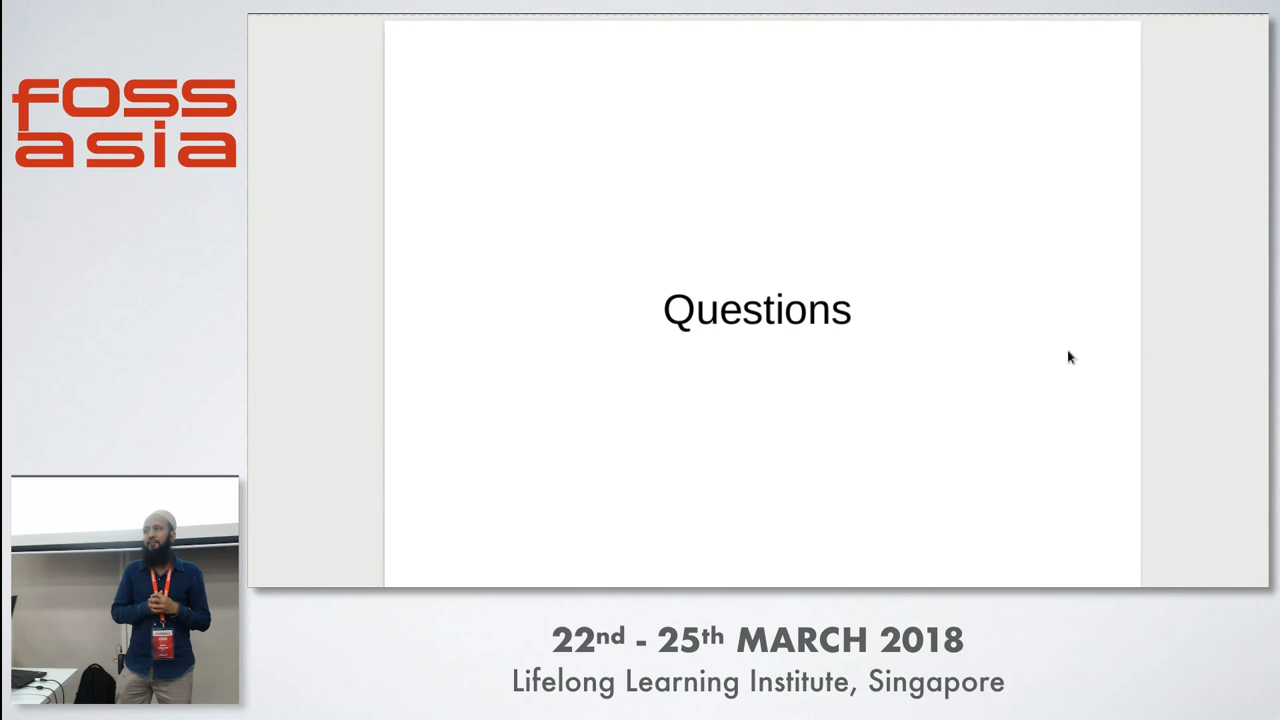 foss
asia
Questions
22nd - 25th MARCH 2018
Lifelong Learning Institute, Singapore